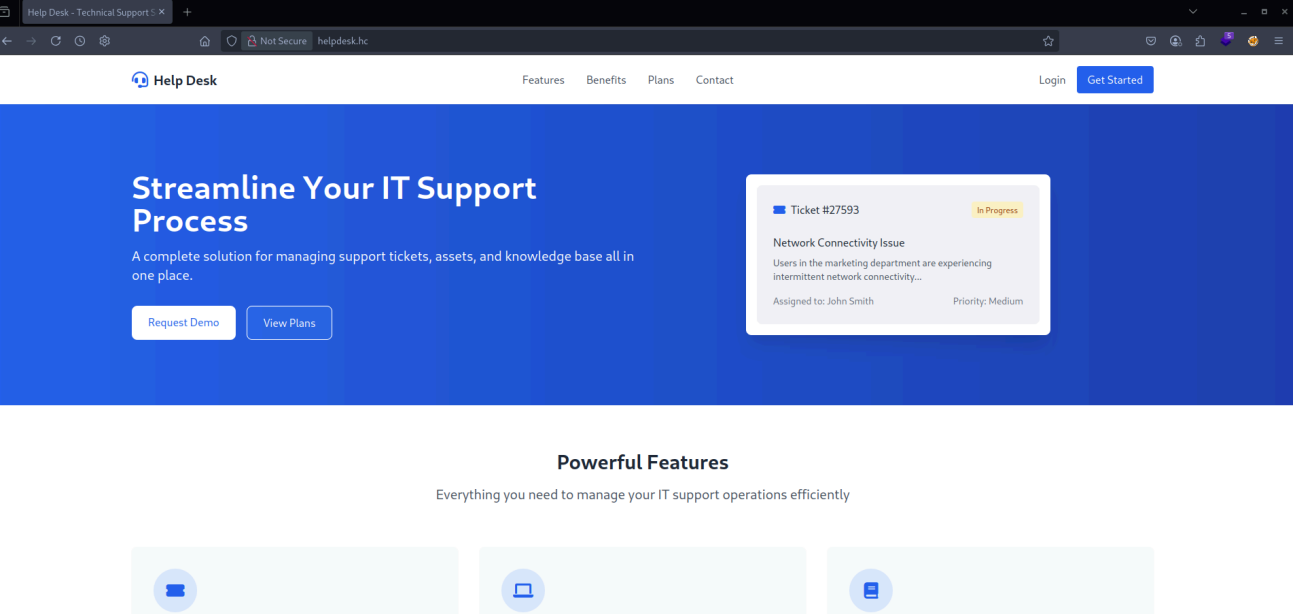 Help Desk - Technical Support S
Not Secure helpdesk.hc
5
Help Desk
Features Benefits Plans Contact
Login Get Started
Streamline Your IT Support
Process
A complete solution for managing support tickets, assets, and knowledge base all in
one place.
Request Demo View Plans
Ticket #27593 In Progress
Network Connectivity Issue
Users in the marketing department are experiencing
intermittent network connectivity...
Assigned to: John Smith Priority: Medium
Powerful Features
Everything you need to manage your IT support operations efficiently